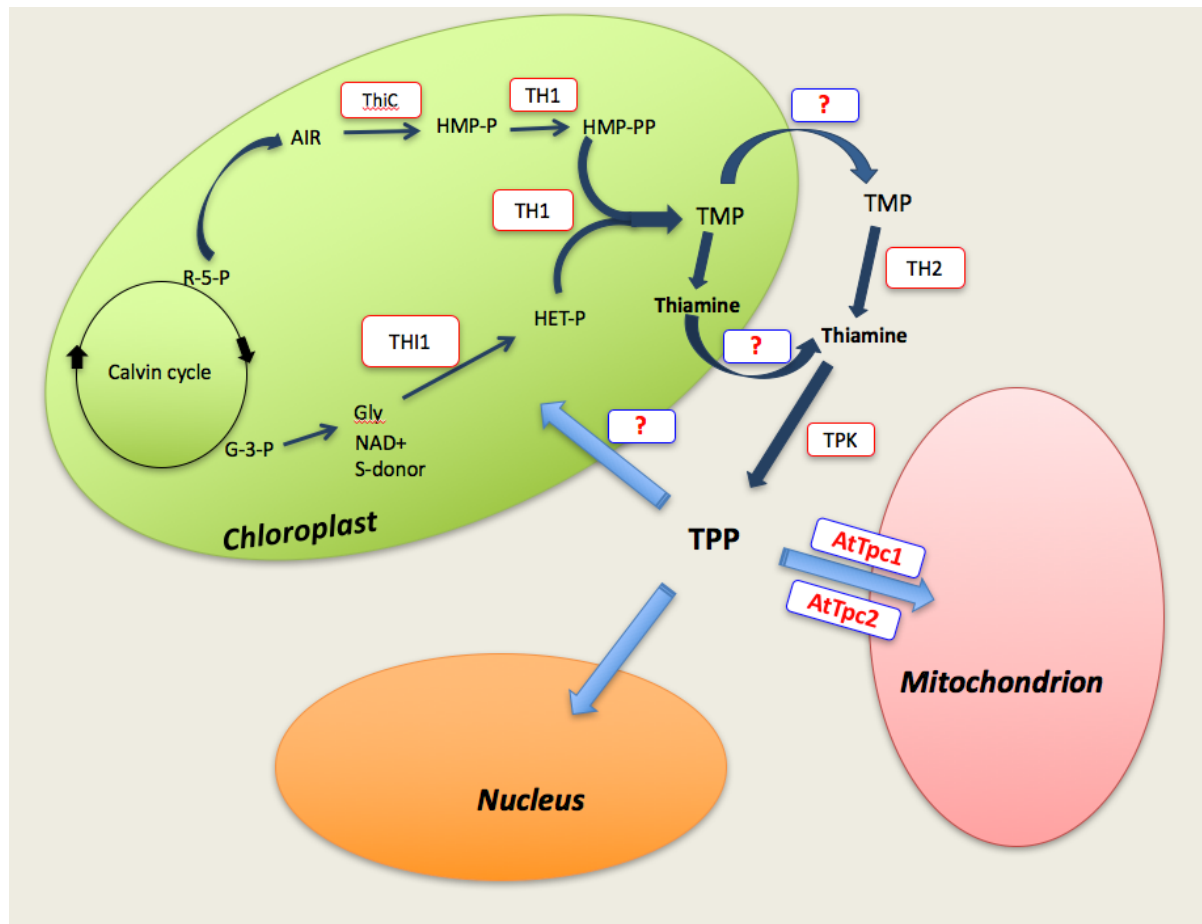 ThiC
TH1
?
AIR
HMP-P
HMP-PP
TH1
TMP
TMP
R-5-P
TH2
Thiamine
HET-P
THI1
?
Thiamine
Calvin cycle
Gly
NAD+
S-donor
G-3-P
?
TPK
Chloroplast
TPP
AtTpc1
AtTpc2
Mitochondrion
Nucleus